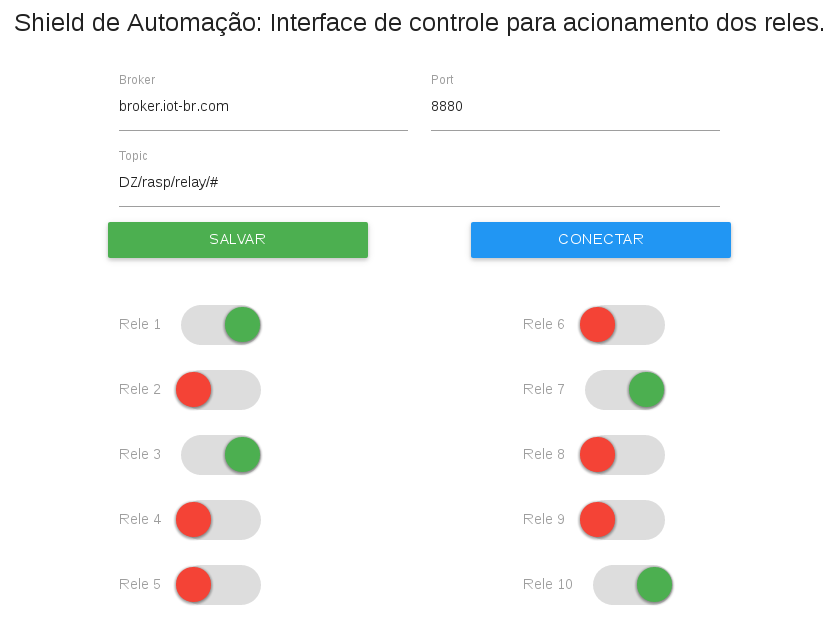 Shield de Automação: Interface de controle para acionamento dos reles.
Broker
Port
broker.iot-br.com
8880
Topic
DZ/rasp/relay/#
SALVAR
CONECTAR
Rele 1
Rele 6
Rele 2
Rele 7
Rele 3
Rele 8
Rele 4
Rele 9
Rele 5
Rele 10